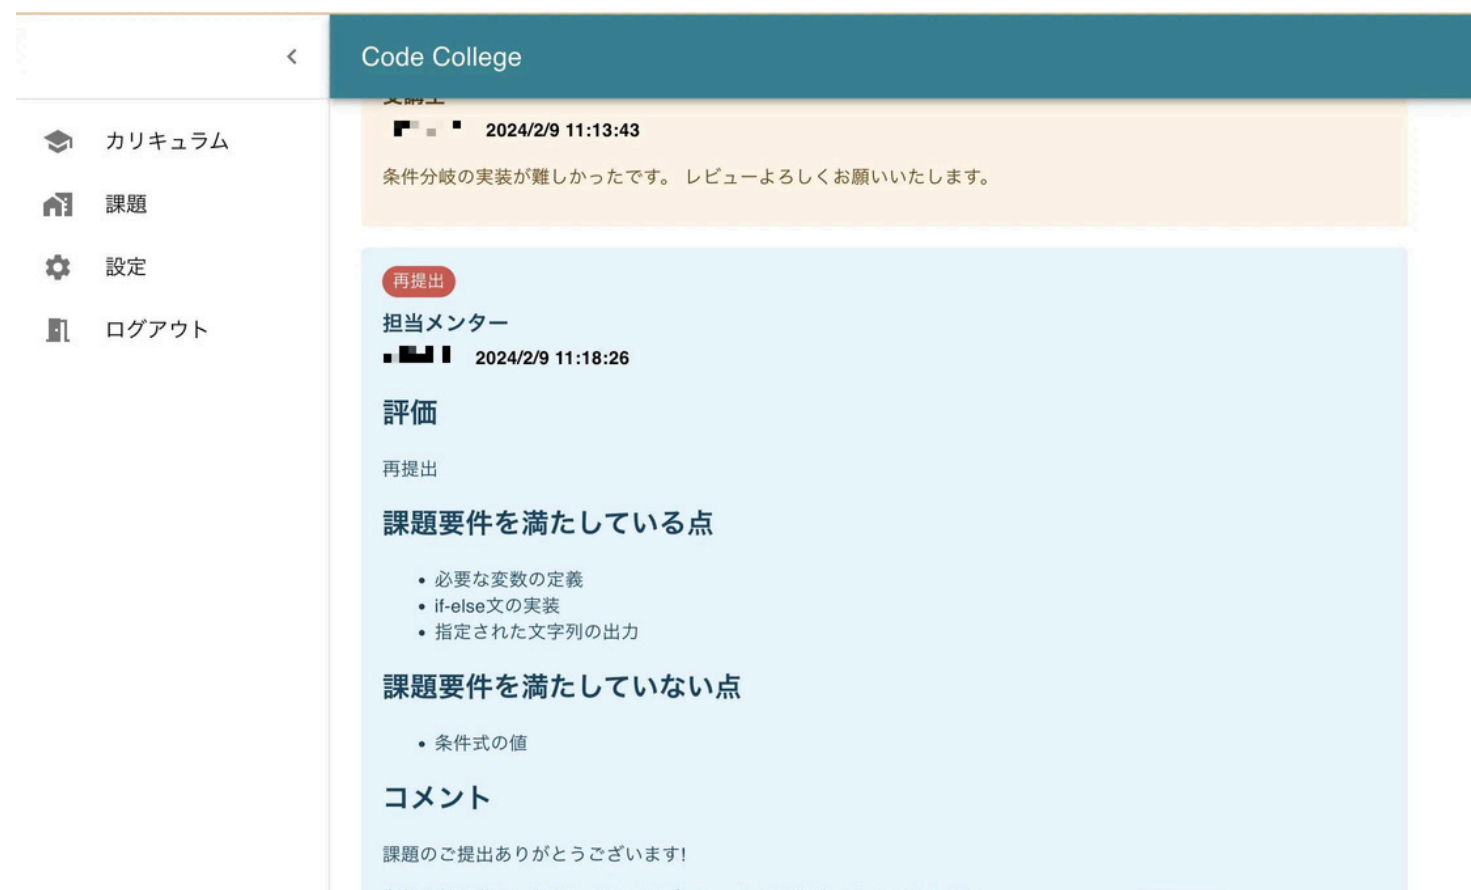 Code College
カリキュラム
課題
設定
ログアウト
受講生
2024/2/9 11:13:43
条件分岐の実装が難しかったです。 レビューよろしくお願いいたします。
再提出
担当メンター
2024/2/9 11:18:26
評価
再提出
課題要件を満たしている点
• 必要な変数の定義
• if-else文の実装
• 指定された文字列の出力
課題要件を満たしていない点
• 条件式の値
コメント
課題のご提出ありがとうございます!